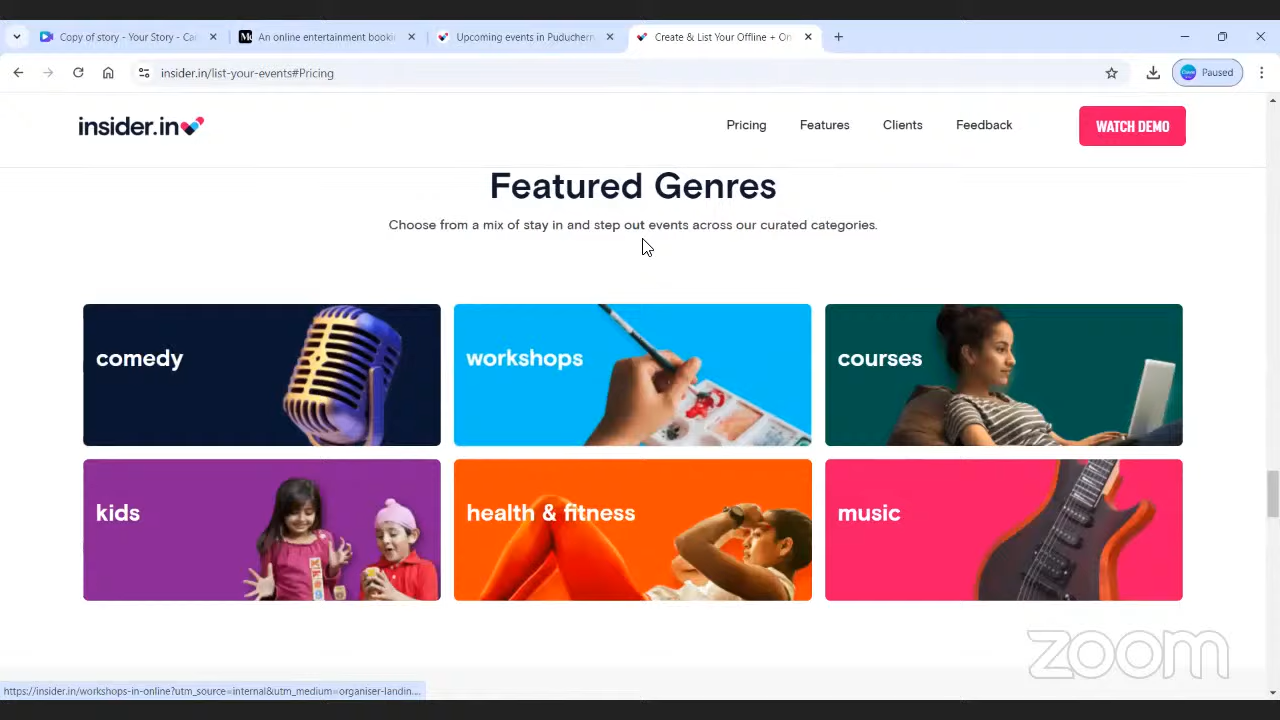 Copy of story - Your Story - Ca
An online entertainment booki
Upcoming events in Puducherr
Create & List Your Offline + On
insider.in/list-your-events#Pricing
Paused
insider.in
Pricing
Features
Clients
Feedback
WATCH DEMO
Featured Genres
Choose from a mix of stay in and step out events across our curated categories.
comedy
workshops
courses
kids
health & fitness
music
zoom
https://insider.in/workshops-in-online?utm_source=internal&utm_medium=organiser-landin...